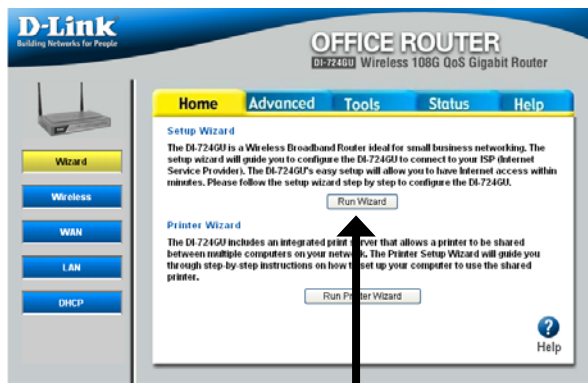 D-Link
Building Networks for People
OFFICE ROUTER
DI-724GU Wireless 108G QoS Gigabit Router
Home Advanced Tools Status Help
Wizard
Wireless
WAN
LAN
DHCP
Setup Wizard
The DI-724GU is a Wireless Broadband Router ideal for small business networking. The
setup wizard will guide you to configure the DI-724GU to connect to your ISP (Internet
Service Provider). The DI-724GU's easy setup will allow you to have Internet access within
minutes. Please follow the setup wizard step by step to configure the DI-724GU.
Run Wizard
Printer Wizard
The DI-724GU includes an integrated print server that allows a printer to be shared
between multiple computers on your network. The Printer Setup Wizard will guide you
through step-by-step instructions on how to set up your computer to use the shared
printer.
Run Printer Wizard
Help